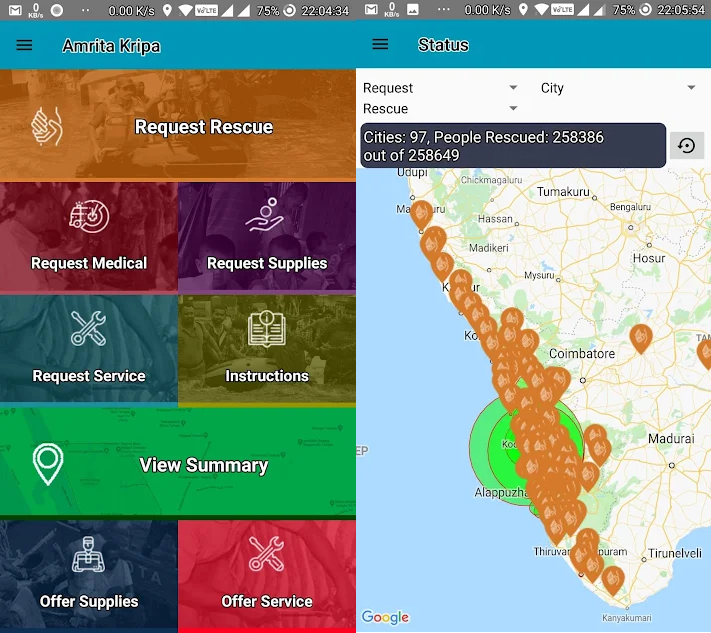 0 KB/s
0.00 K/s
VoLTE
75%
22:04:34
Amrita Kripa
Request Rescue
Request Medical
Request Supplies
Request Service
Instructions
View Summary
Offer Supplies
Offer Service
0 KB/s
0.00 K/s
VoLTE
75%
22:05:54
Status
Request
City
Rescue
Cities: 97, People Rescued: 258386
out of 258649
Udupi
Chickmagaluru
Tumakuru
Bengaluru
Hassan
Madikeri
Hosur
Mysuru
Coimbatore
Madurai
Alappuzha
Tirunelveli
Kanyakumari
Google